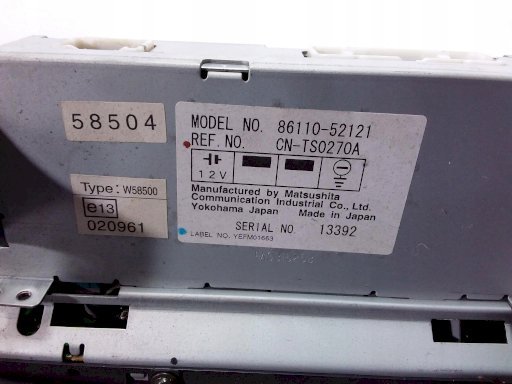 58504
MODEL NO. 86110-52121
REF. NO. CN-TS0270A
12V
Manufactured by Matsushita
Communication Industrial Co., Ltd.
Yokohama Japan Made in Japan
SERIAL NO. 13392
LABEL NO. YEFM01663
Type: W58500
e13
020961